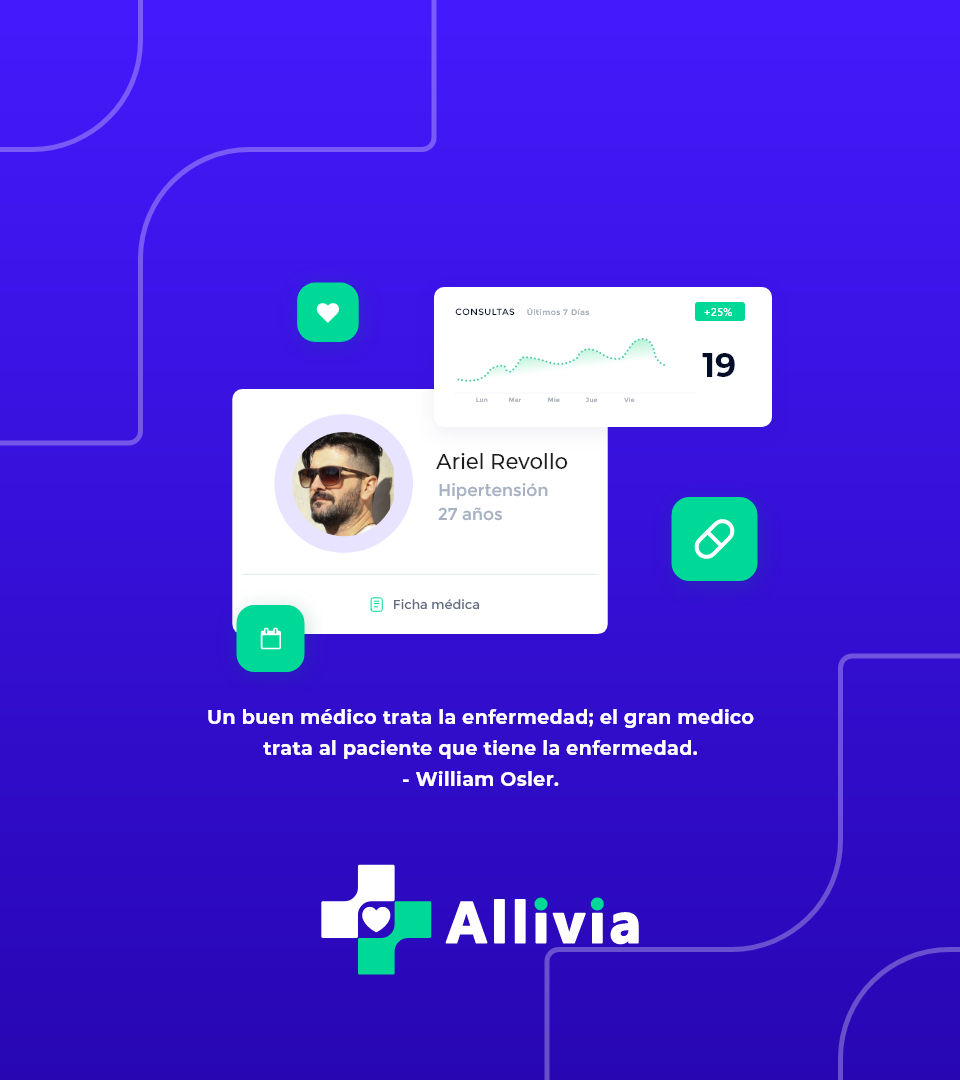 CONSULTAS Últimos 7 Días +25%
19
Lun Mar Mie Jue Vie
Ariel Revollo
Hipertensión
27 años
Ficha médica
Un buen médico trata la enfermedad; el gran medico
trata al paciente que tiene la enfermedad.
- William Osler.
Allivia